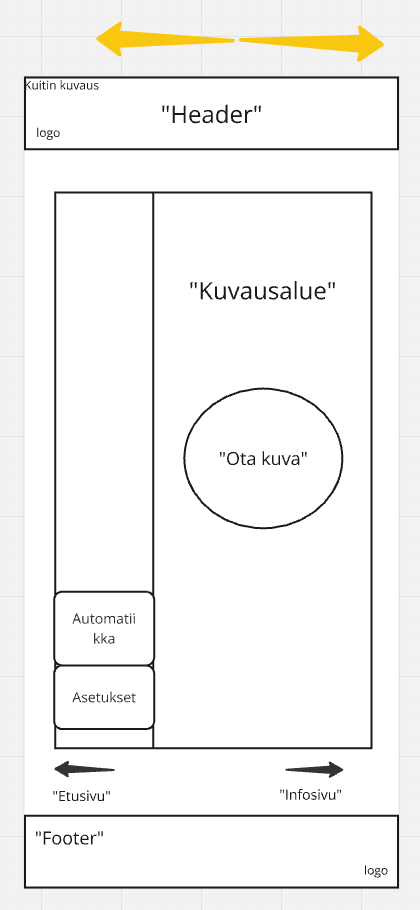 Kuitin kuvaus
"Header"
logo
"Kuvausalue"
"Ota kuva"
Automatii
kka
Asetukset
"Etusivu"
"Infosivu"
"Footer"
logo